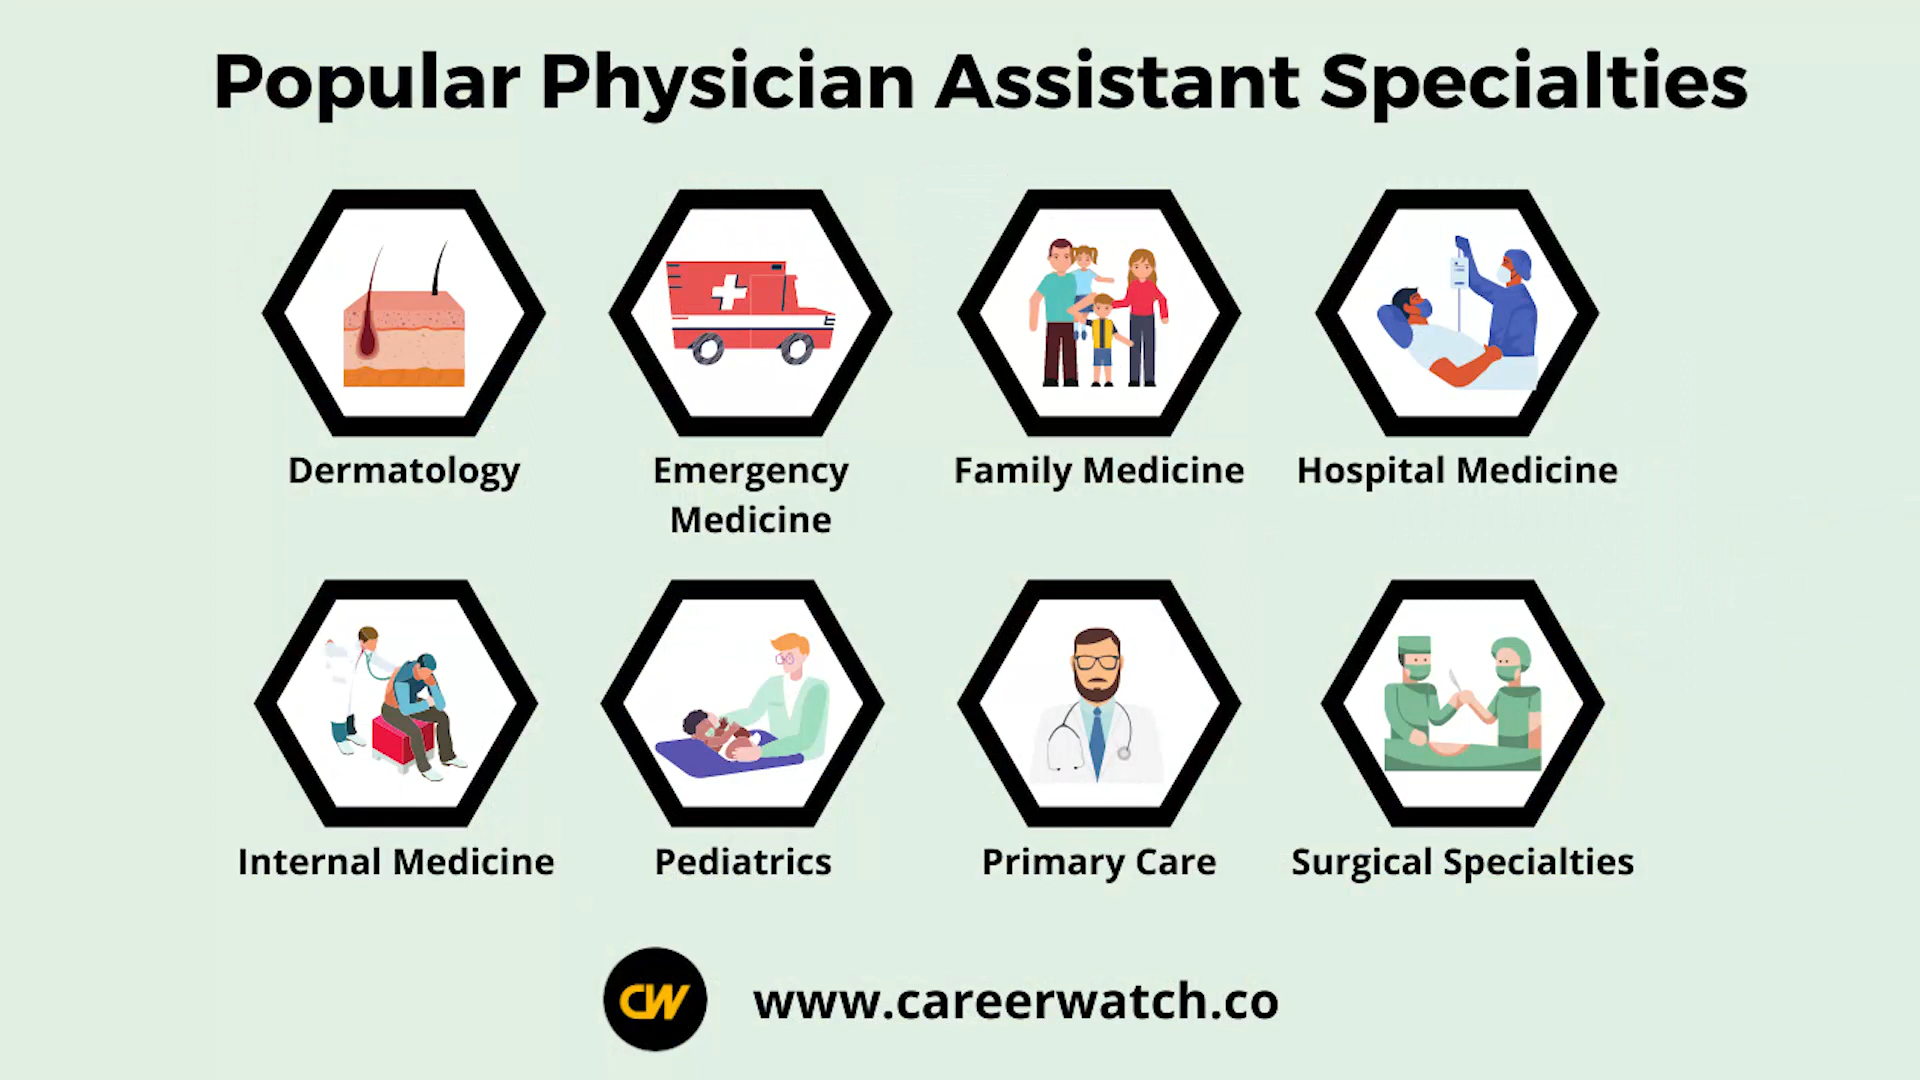 Popular Physician Assistant Specialties
Dermatology
Emergency
Medicine
Family Medicine
Hospital Medicine
Internal Medicine
Pediatrics
Primary Care
Surgical Specialties
CW
www.careerwatch.co